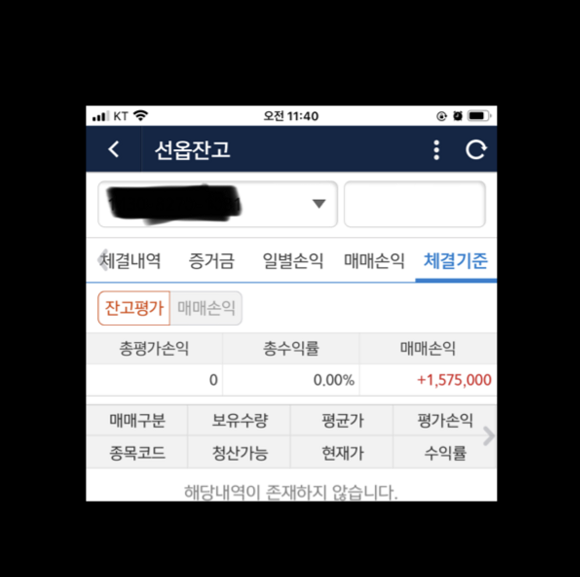 KT 오전 11:40
선옵잔고
체결내역 증거금 일별손익 매매손익 체결기준
잔고평가 매매손익
총평가손익 총수익률 매매손익
0 0.00% +1,575,000
매매구분 보유수량 평균가 평가손익
종목코드 청산가능 현재가 수익률
해당내역이 존재하지 않습니다.